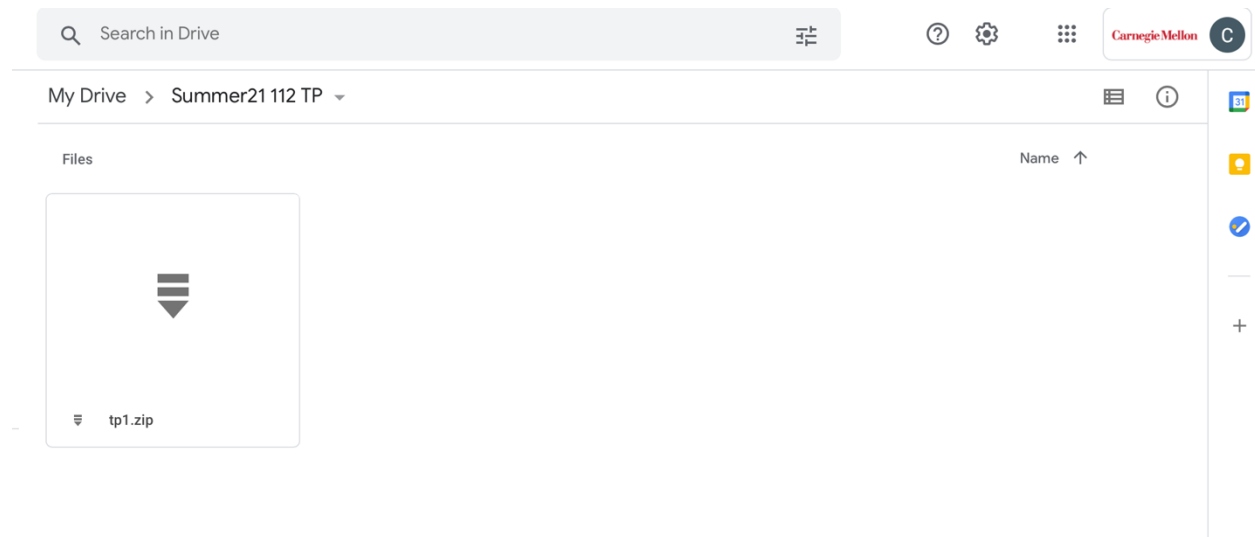 Search in Drive
Carnegie Mellon
C
My Drive > Summer21 112 TP
31
Files
Name
tp1.zip